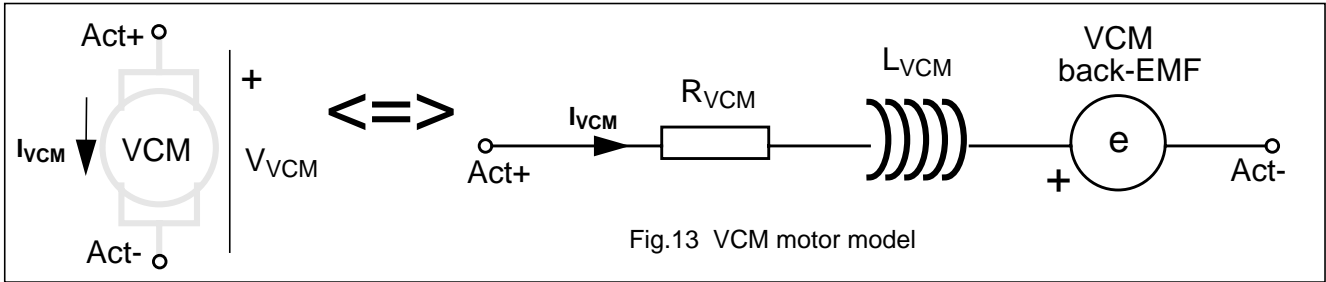 Act+
+
I_VCM
VCM
V_VCM
Act-
<=>
Act+
I_VCM
R_VCM
L_VCM
VCM
back-EMF
e
+
Act-
Fig.13 VCM motor model